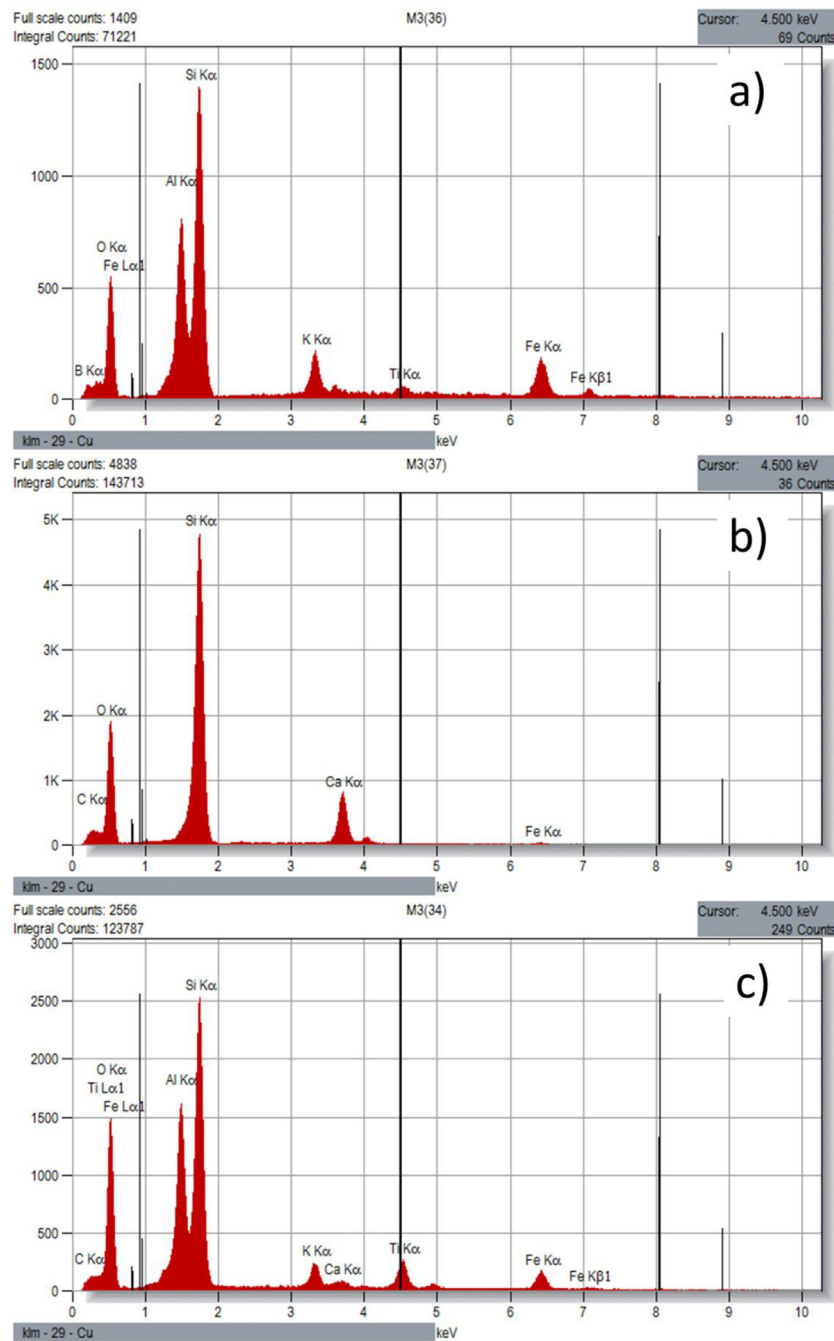 Full scale counts: 1409 M3(36) Cursor: 4.500 keV
Integral Counts: 71221 69 Counts
a)
1500
1000
500
0
Si Kα
Al Kα
O Kα
Fe Lα1
B Kα
K Kα
Ti Kα
Fe Kα
Fe Kβ1
0 1 2 3 4 5 6 7 8 9 10
klm - 29 - Cu keV
Full scale counts: 4838 M3(37) Cursor: 4.500 keV
Integral Counts: 143713 36 Counts
b)
5K
4K
3K
2K
1K
0
Si Kα
O Kα
C Kα
Ca Kα
Fe Kα
0 1 2 3 4 5 6 7 8 9 10
klm - 29 - Cu keV
Full scale counts: 2556 M3(34) Cursor: 4.500 keV
Integral Counts: 123787 249 Counts
c)
3000
2500
2000
1500
1000
500
0
Si Kα
O Kα
Ti Lα1
Al Kα
Fe Lα1
C Kα
K Kα
Ca Kα
Ti Kα
Fe Kα
Fe Kβ1
0 1 2 3 4 5 6 7 8 9 10
klm - 29 - Cu keV